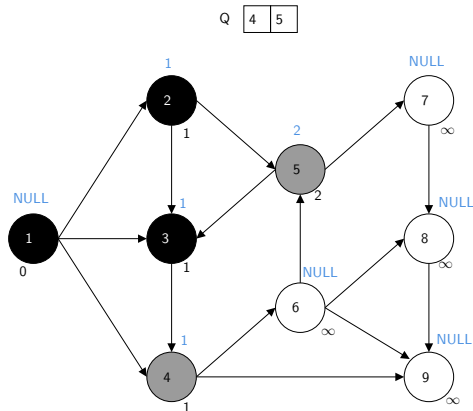 Q 4 5
1 NULL
2 7
1 ∞
2
5
NULL 2
1 NULL
1 3 8
0 1 ∞
NULL
6
1 ∞ NULL
4 9
1 ∞